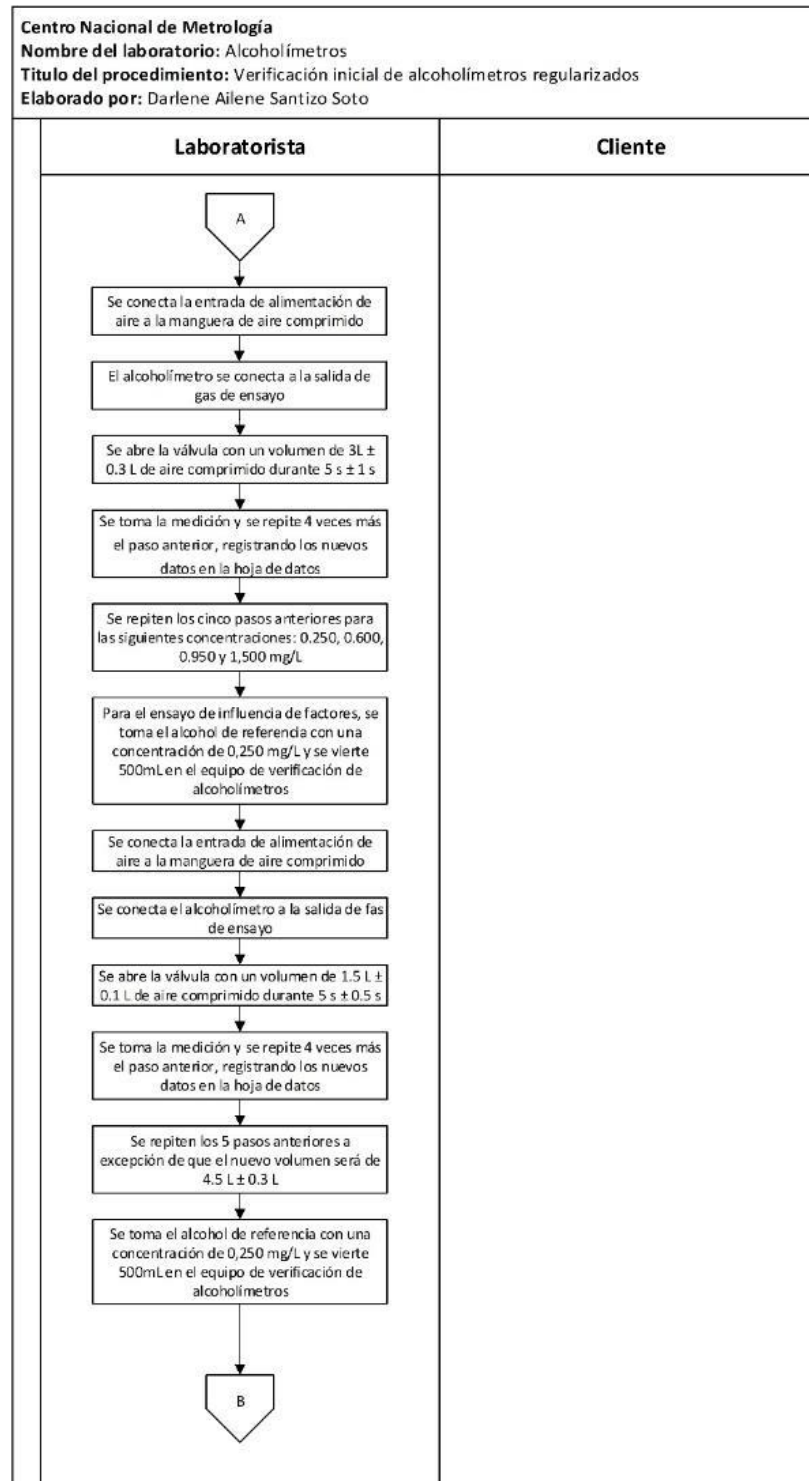 Centro Nacional de Metrología
Nombre del laboratorio: Alcoholímetros
Titulo del procedimiento: Verificación inicial de alcoholímetros regularizados
Elaborado por: Darlene Ailene Santizo Soto
Laboratorista
Cliente
A
Se conecta la entrada de alimentación de
aire a la manguera de aire comprimido
El alcoholímetro se conecta a la salida de
gas de ensayo
Se abre la válvula con un volumen de 3L ±
0.3 L de aire comprimido durante 5 s ± 1 s
Se toma la medición y se repite 4 veces más
el paso anterior, registrando los nuevos
datos en la hoja de datos
Se repiten los cinco pasos anteriores para
las siguientes concentraciones: 0.250, 0.600,
0.950 y 1,500 mg/L
Para el ensayo de influencia de factores, se
toma el alcohol de referencia con una
concentración de 0,250 mg/L y se vierte
500mL en el equipo de verificación de
alcoholímetros
Se conecta la entrada de alimentación de
aire a la manguera de aire comprimido
Se conecta el alcoholímetro a la salida de fas
de ensayo
Se abre la válvula con un volumen de 1.5 L ±
0.1 L de aire comprimido durante 5 s ± 0.5 s
Se toma la medición y se repite 4 veces más
el paso anterior, registrando los nuevos
datos en la hoja de datos
Se repiten los 5 pasos anteriores a
excepción de que el nuevo volumen será de
4.5 L ± 0.3 L
Se toma el alcohol de referencia con una
concentración de 0,250 mg/L y se vierte
500mL en el equipo de verificación de
alcoholímetros
B